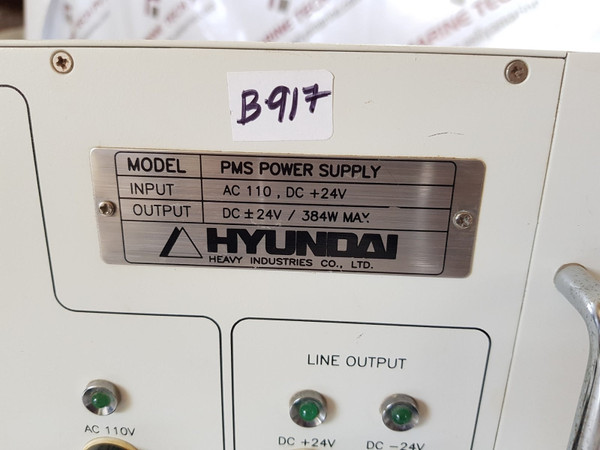 B917
MODEL PMS POWER SUPPLY
INPUT AC 110 , DC +24V
OUTPUT DC ± 24V / 384W MAX.
HYUNDAI
HEAVY INDUSTRIES CO., LTD.
LINE OUTPUT
AC 110V
DC +24V DC -24V